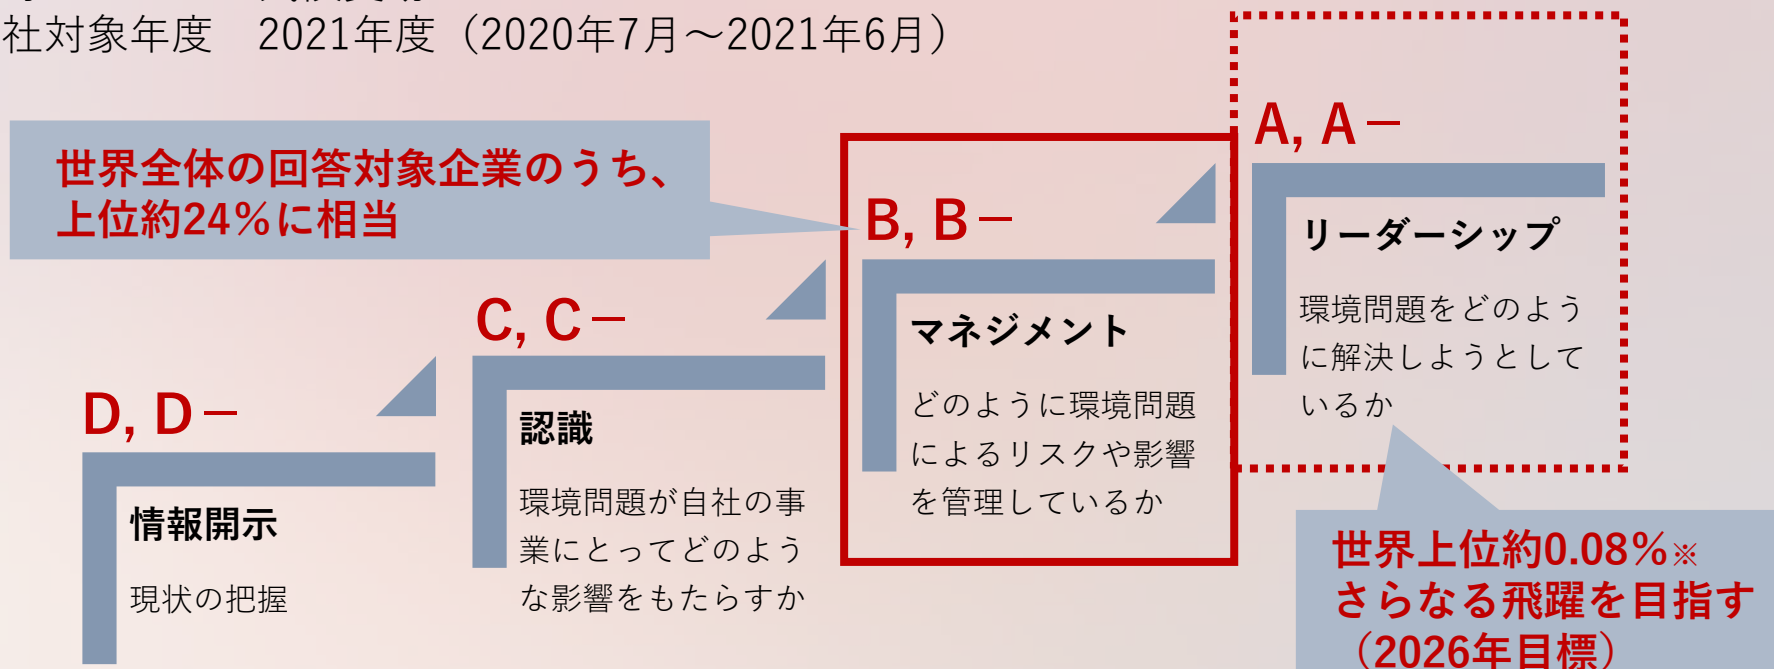 社対象年度　2021年度（2020年7月～2021年6月）
世界全体の回答対象企業のうち、
上位約24%に相当
A, A－
リーダーシップ
環境問題をどのよう
に解決しようとして
いるか
B, B－
マネジメント
どのように環境問題
によるリスクや影響
を管理しているか
C, C－
認識
環境問題が自社の事
業にとってどのよう
な影響をもたらすか
D, D－
情報開示
現状の把握
世界上位約0.08%※
さらなる飛躍を目指す
（2026年目標）